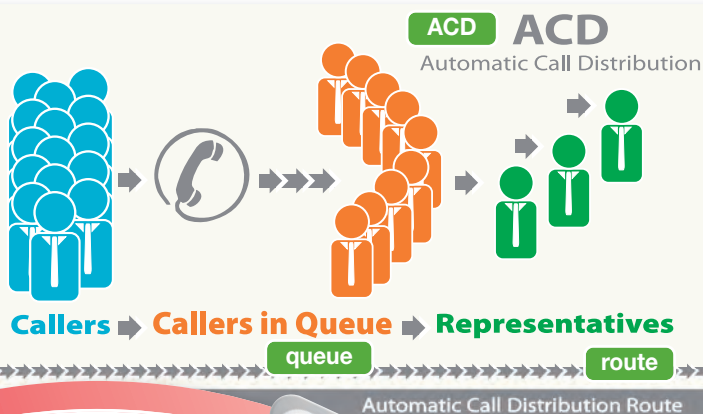 ACD ACD
Automatic Call Distribution
Callers Callers in Queue Representatives
queue route
Automatic Call Distribution Route